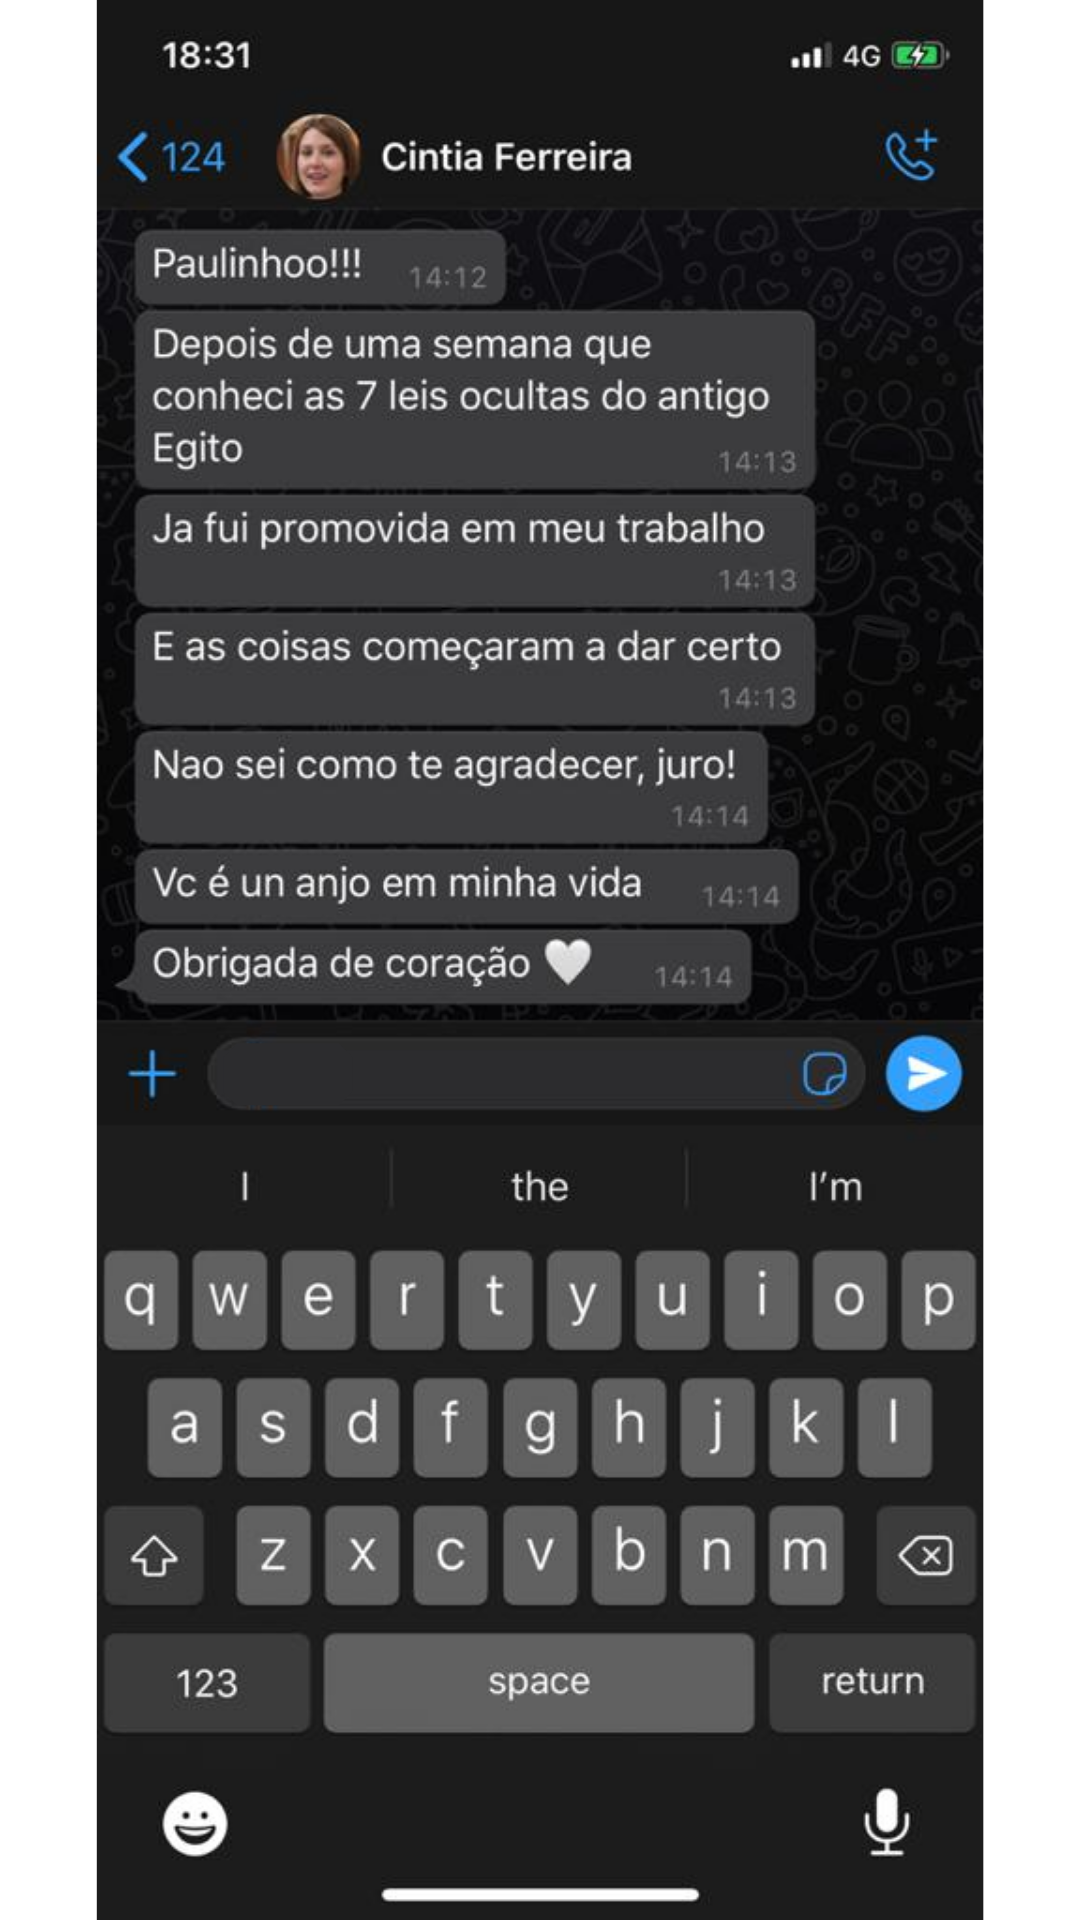 18:31
4G
124
Cintia Ferreira
Paulinhoo!!!
14:12
Depois de uma semana que
conheci as 7 leis ocultas do antigo
Egito
14:13
Ja fui promovida em meu trabalho
14:13
E as coisas começaram a dar certo
14:13
Nao sei como te agradecer, juro!
14:14
Vc é un anjo em minha vida
14:14
Obrigada de coração 🤍
14:14
I
the
I'm
q w e r t y u i o p
a s d f g h j k l
z x c v b n m
123
space
return
BFF